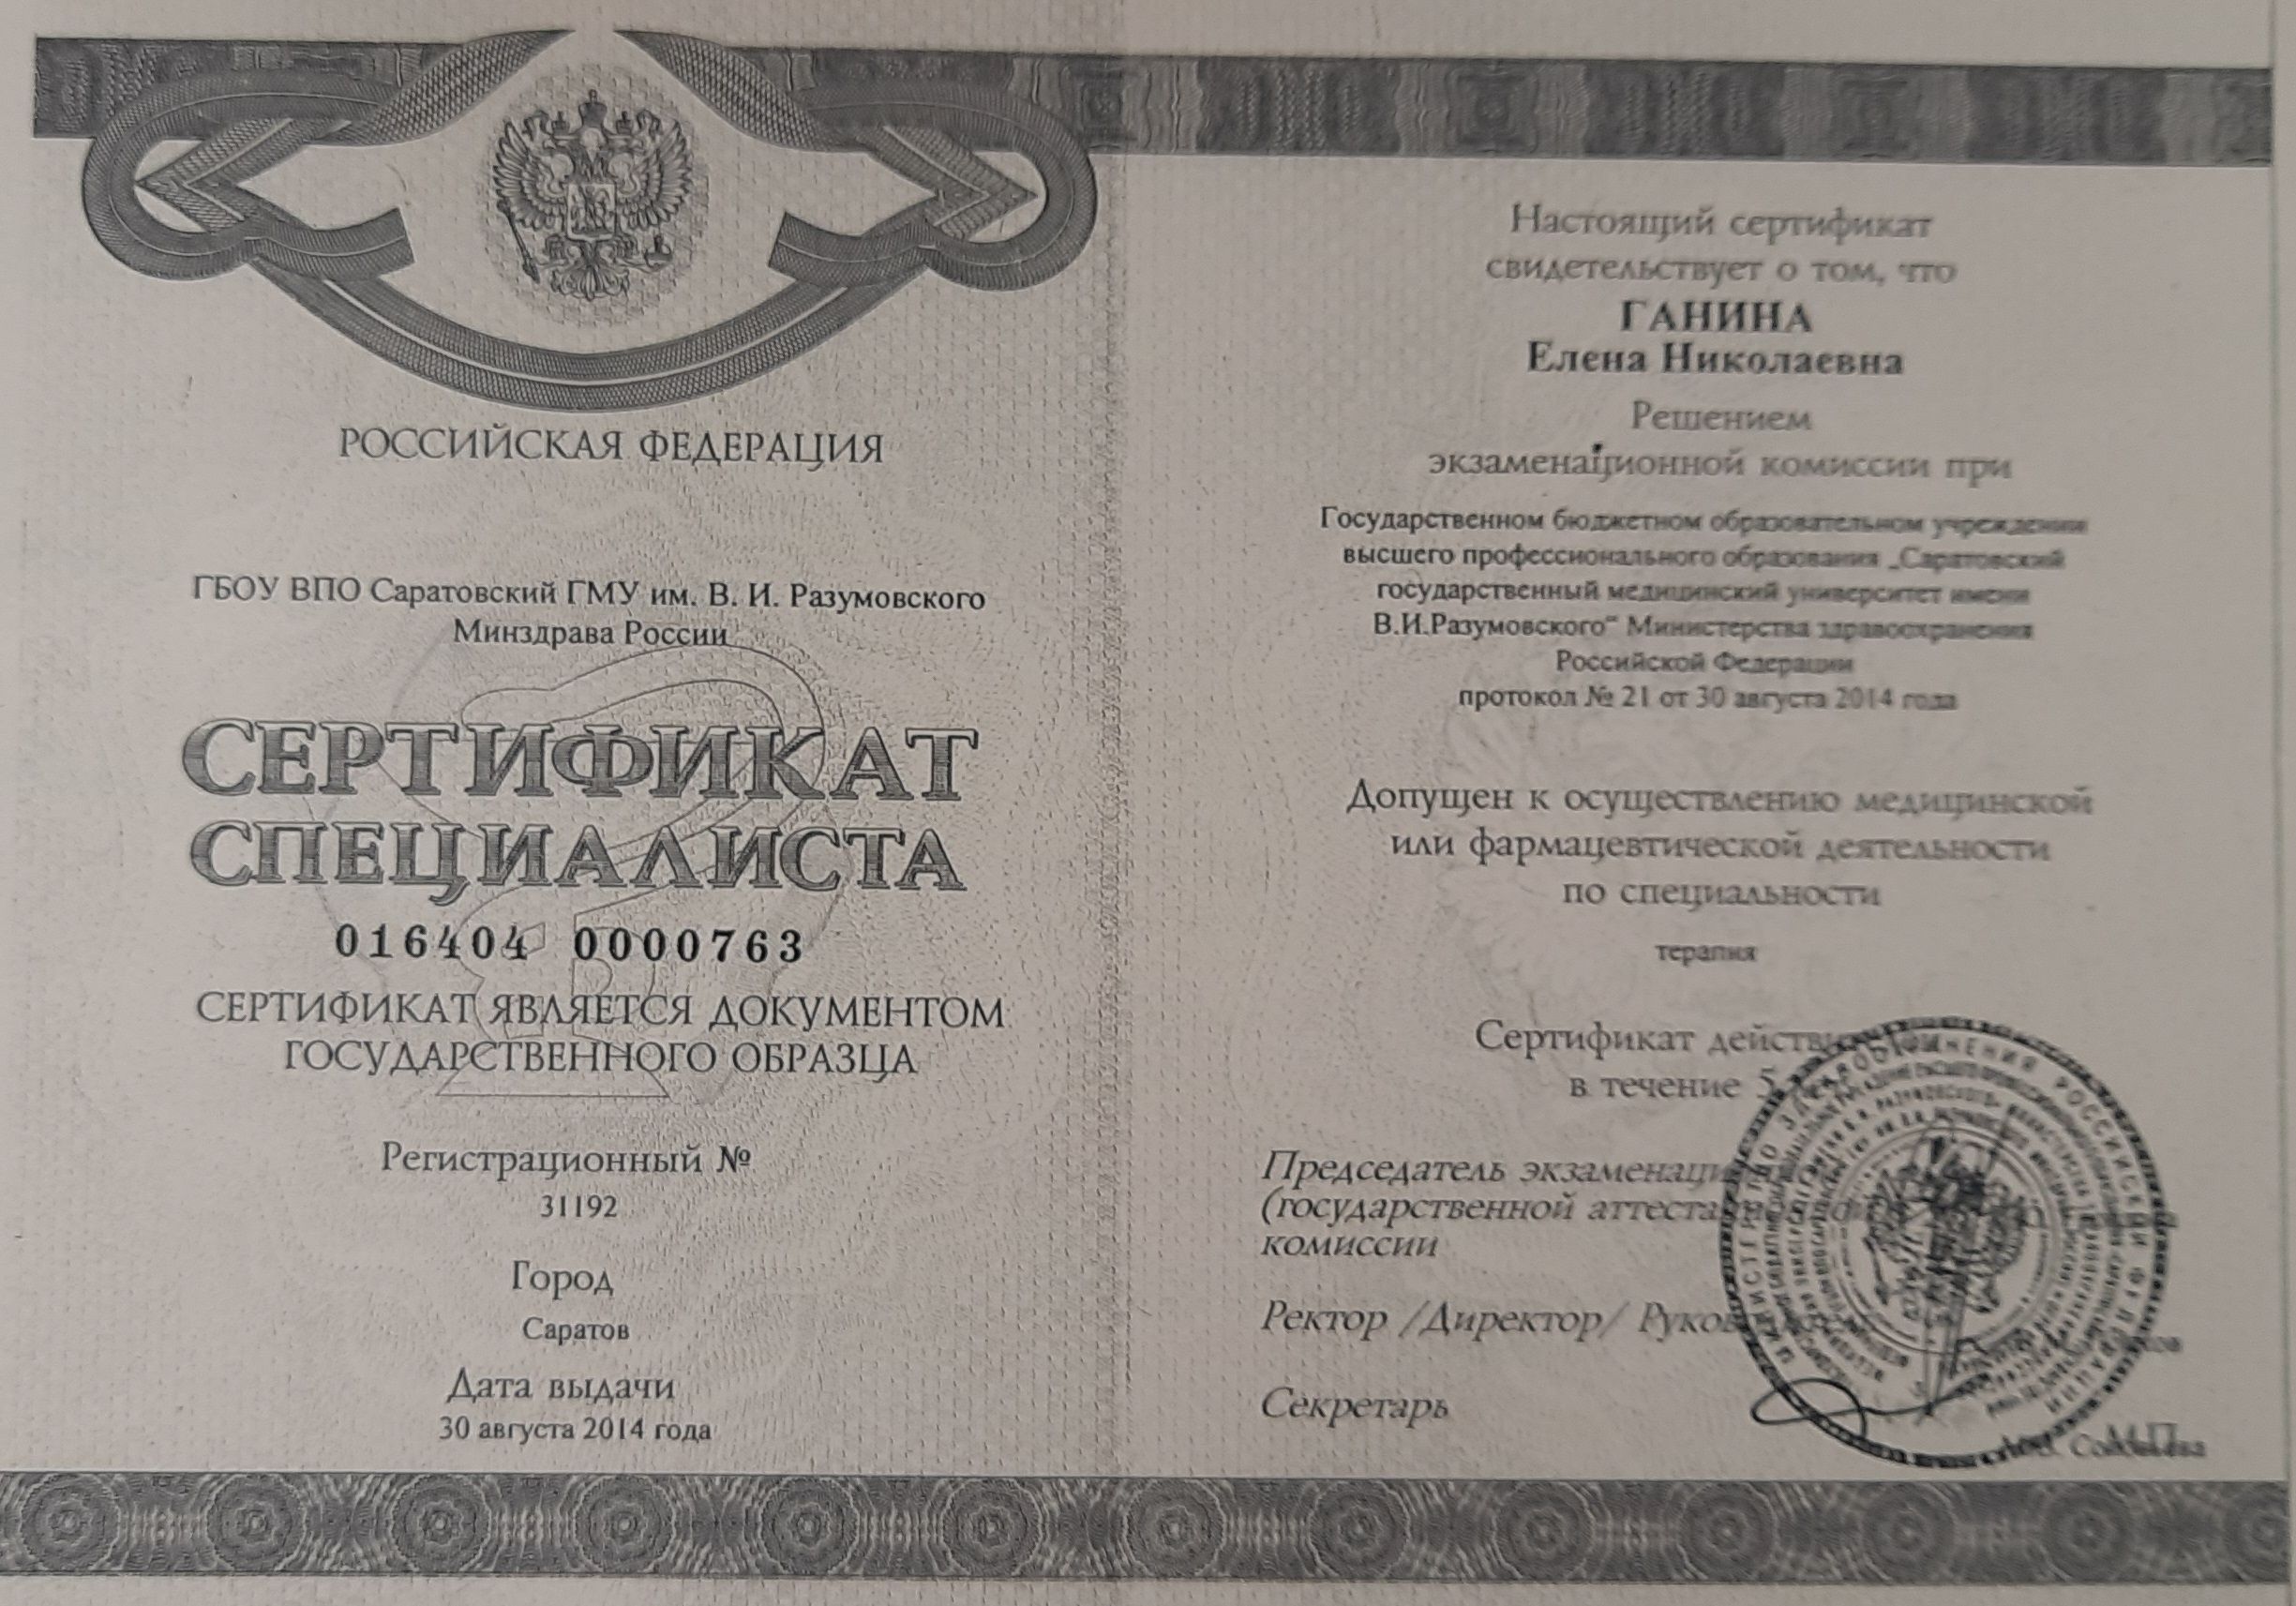 РОССИЙСКАЯ ФЕДЕРАЦИЯ
ГБОУ ВПО Саратовский ГМУ им. В. И. Разумовского
Минздрава России
СЕРТИФИКАТ
СПЕЦИАЛИСТА
016404 0000763
СЕРТИФИКАТ ЯВЛЯЕТСЯ ДОКУМЕНТОМ
ГОСУДАРСТВЕННОГО ОБРАЗЦА
Регистрационный №
31192
Город
Саратов
Дата выдачи
30 августа 2014 года
Настоящий сертификат
свидетельствует о том, что
ГАНИНА
Елена Николаевна
Решением
экзаменационной комиссии при
Государственном бюджетном образовательном учреждении
высшего профессионального образования „Саратовский
государственный медицинский университет имени
В.И.Разумовского“ Министерства здравоохранения
Российской Федерации
протокол № 21 от 30 августа 2014 года
Допущен к осуществлению медицинской
или фармацевтической деятельности
по специальности
терапия
Сертификат
в течение 5
Председатель
(государственной
комиссии
Ректор /Директор/
Секретарь
М.П.